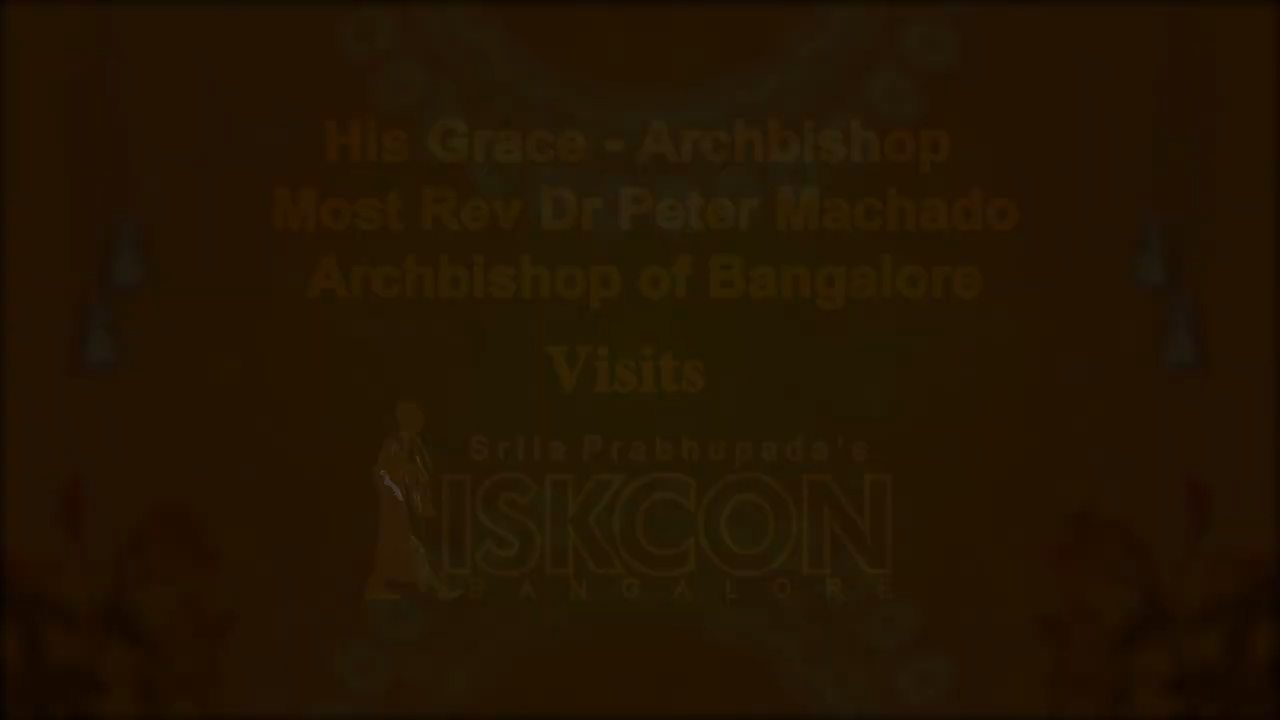 His Grace - Archbishop
Most Rev Dr Peter Machado
Archbishop of Bangalore
Visits
Srila Prabhupada's
ISKCON
BANGALORE